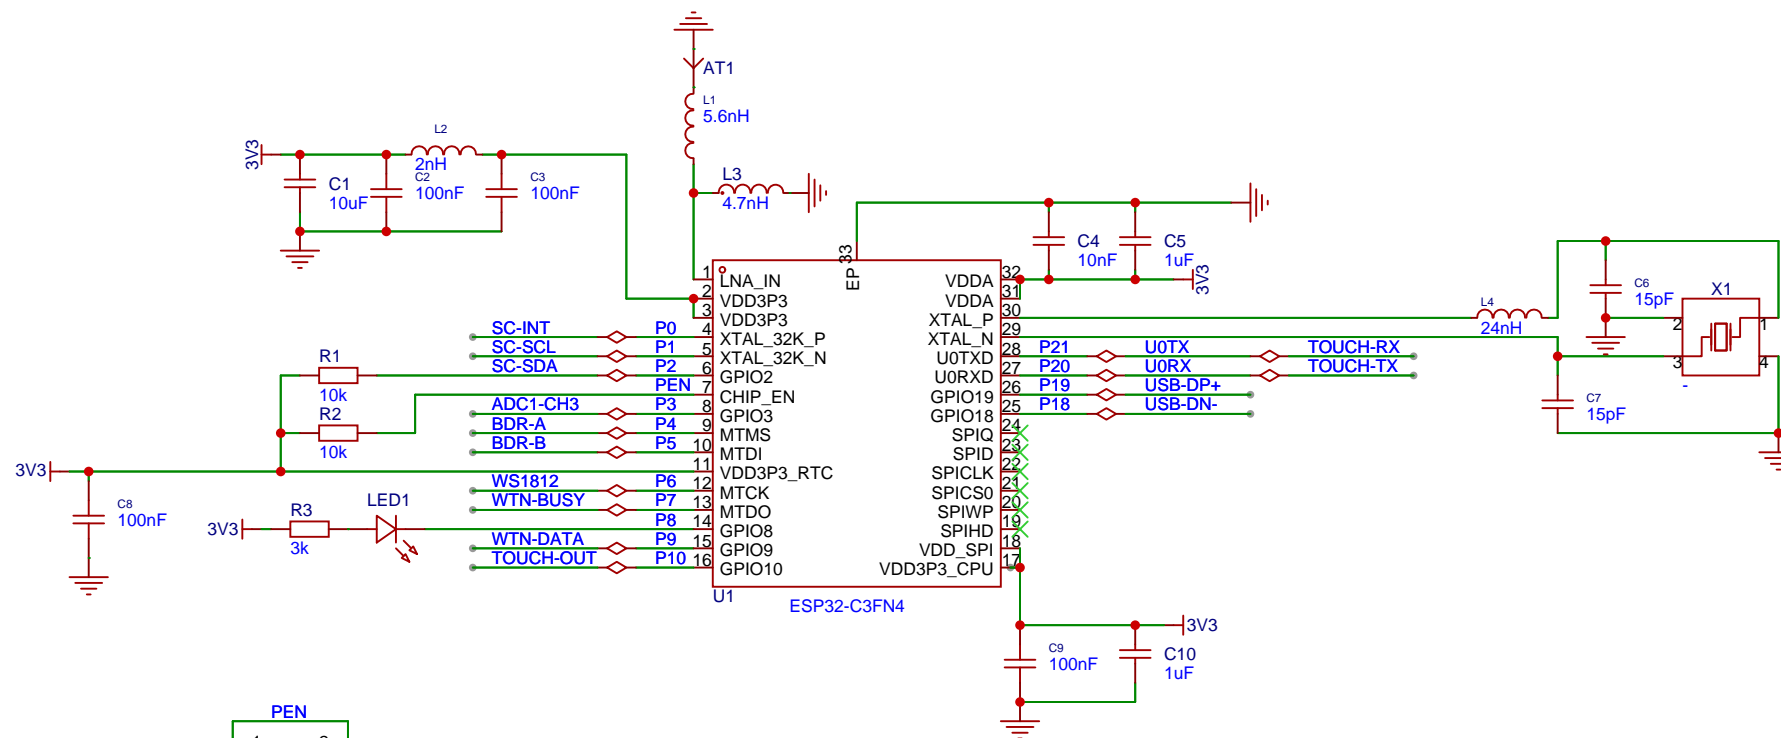 AT1
L1
5.6nH
3V3
L2
2nH
C1
10uF
C2
100nF
C3
100nF
L3
4.7nH
C4
10nF
C5
1uF
3V3
EP
33
1 LNA_IN
2 VDD3P3
3 VDD3P3
SC-INT P0 4 XTAL_32K_P
SC-SCL P1 5 XTAL_32K_N
SC-SDA P2 6 GPIO2
PEN 7 CHIP_EN
ADC1-CH3 P3 8 GPIO3
BDR-A P4 9 MTMS
BDR-B P5 10 MTDI
11 VDD3P3_RTC
WS1812 P6 12 MTCK
WTN-BUSY P7 13 MTDO
P8 14 GPIO8
WTN-DATA P9 15 GPIO9
TOUCH-OUT P10 16 GPIO10
R1
10k
R2
10k
3V3
C8
100nF
3V3
R3
3k
LED1
VDDA 32
VDDA 31
XTAL_P 30
XTAL_N 29
U0TXD 28 P21 U0TX TOUCH-RX
U0RXD 27 P20 U0RX TOUCH-TX
GPIO19 26 P19 USB-DP+
GPIO18 25 P18 USB-DN-
SPIQ 24
SPID 23
SPICLK 22
SPICS0 21
SPIWP 20
SPIHD 19
VDD_SPI 18
VDD3P3_CPU 17
U1
ESP32-C3FN4
L4
24nH
C6
15pF
X1
2 1
3 4
-
C7
15pF
3V3
C9
100nF
C10
1uF
PEN